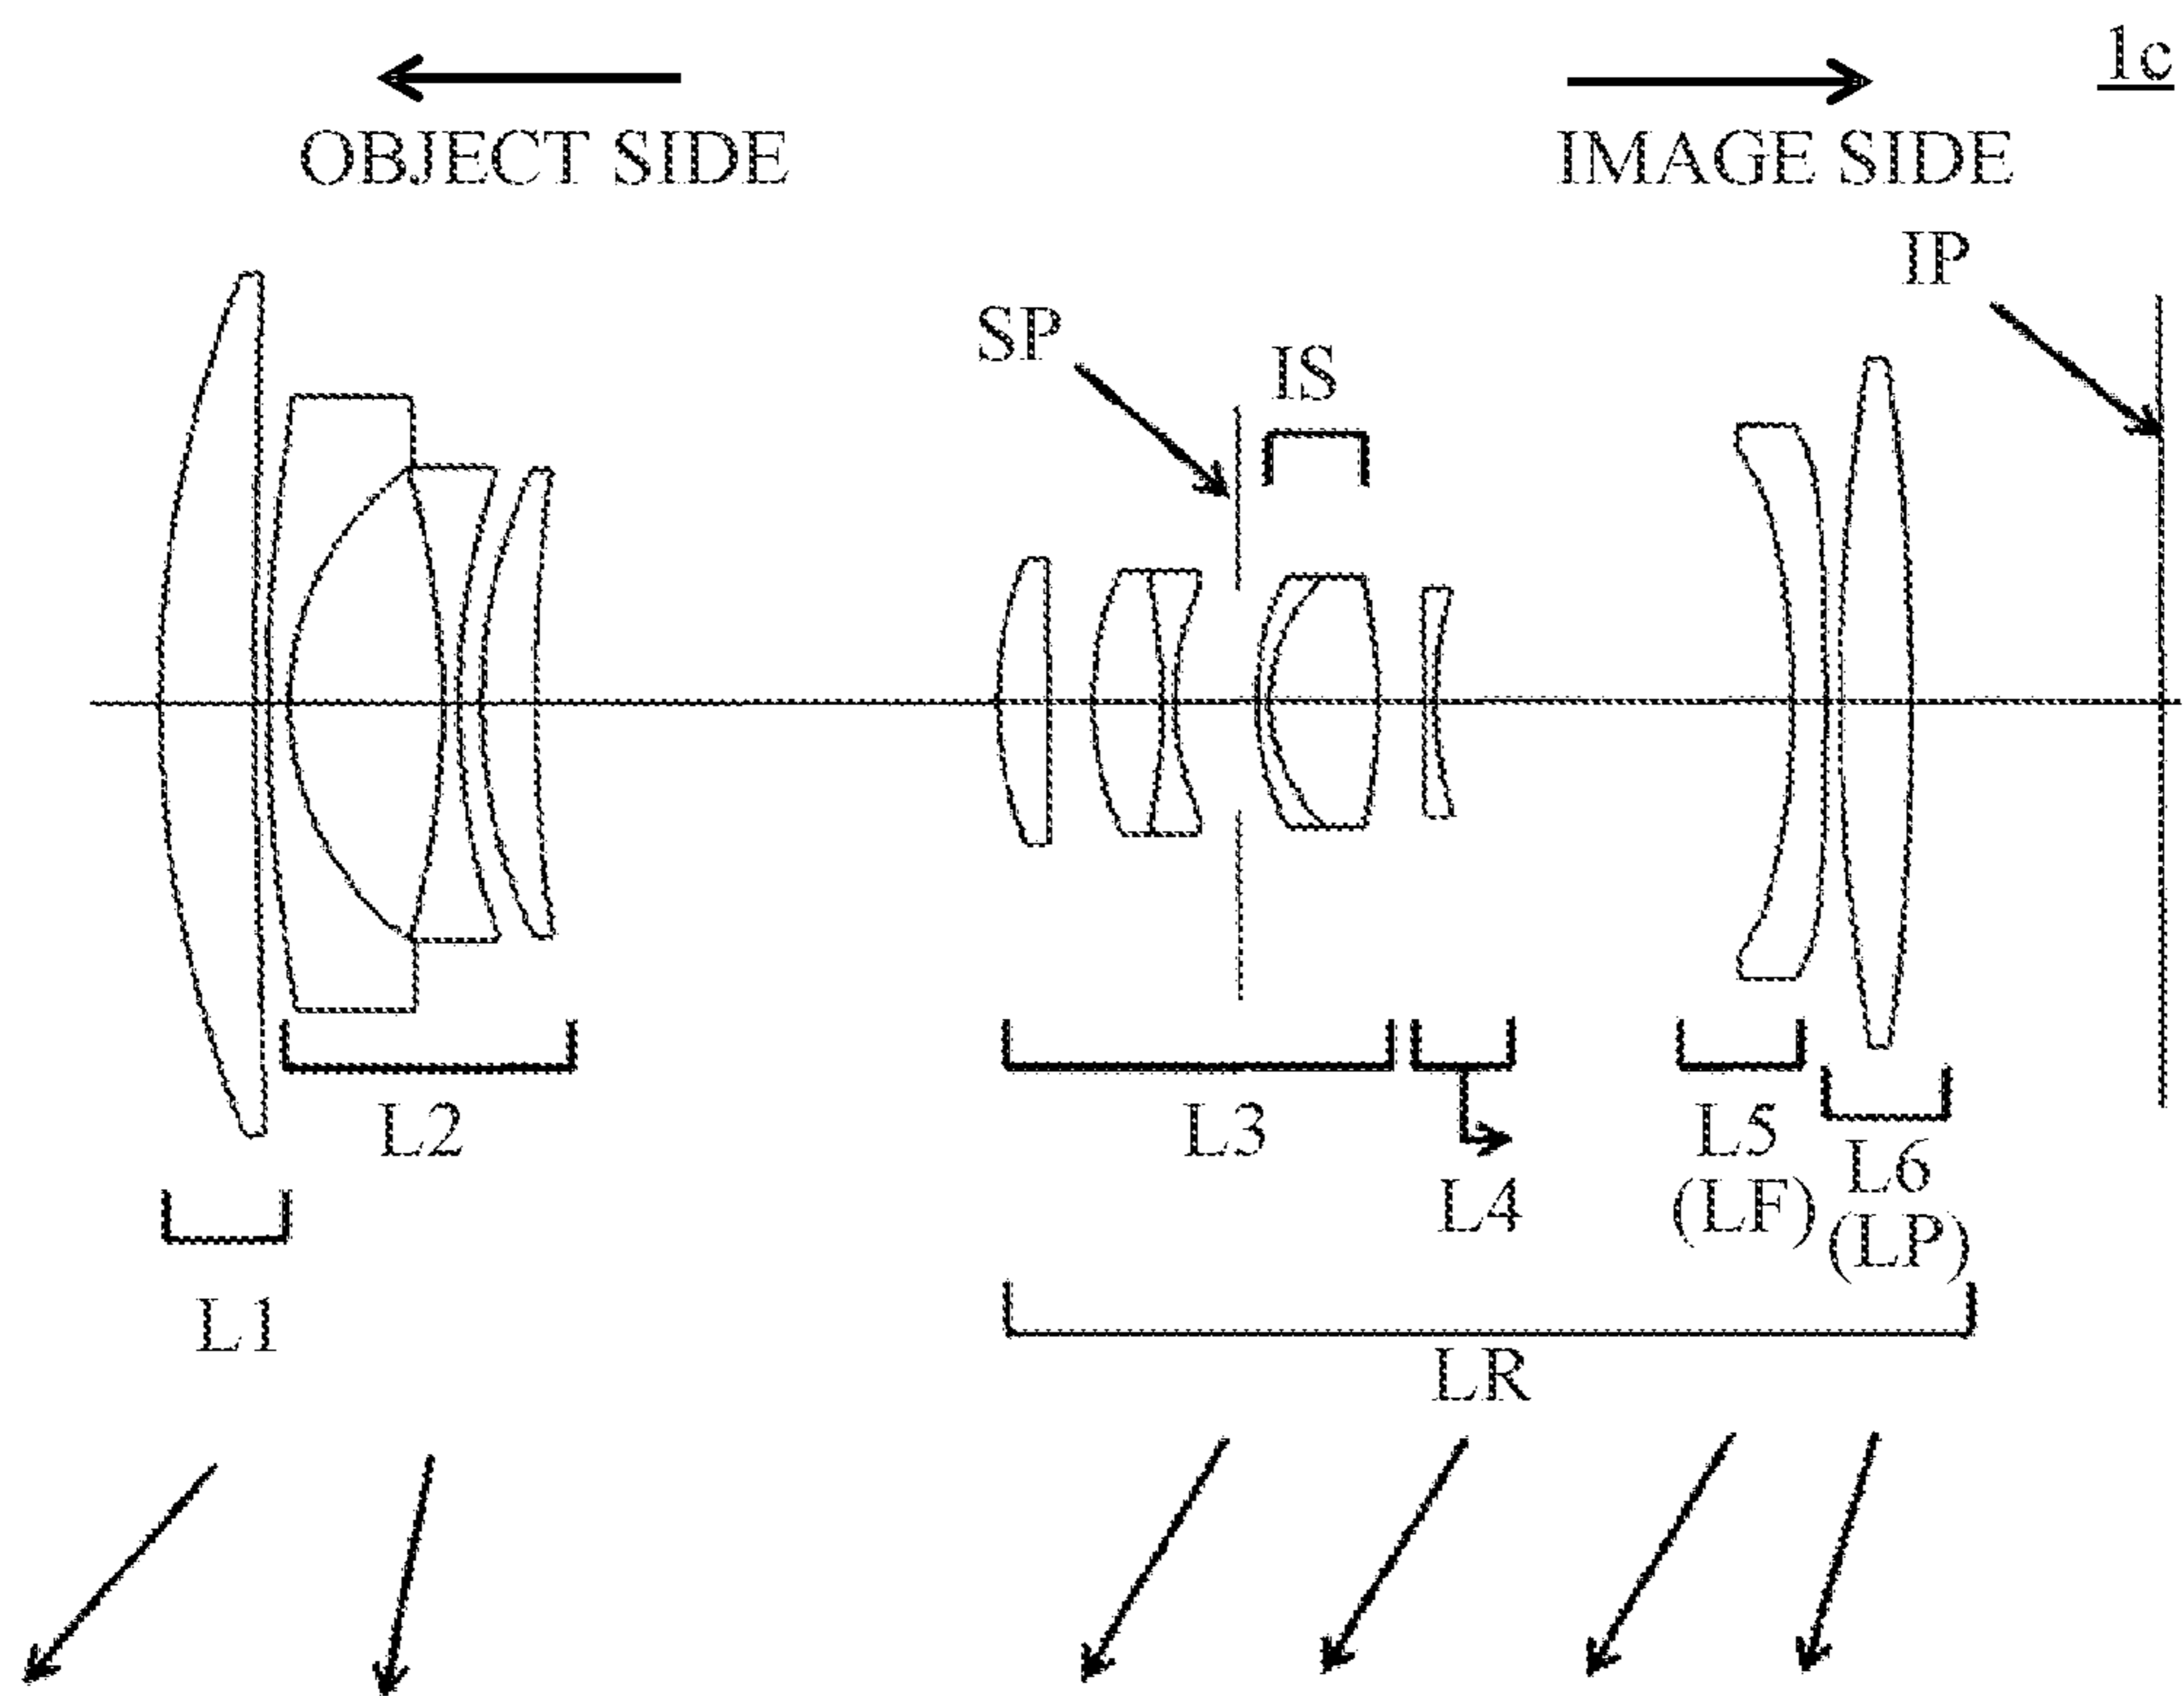 1c
OBJECT SIDE
IMAGE SIDE
IP
SP
IS
L2
L3
L5
(LF)
L4
L6
(LP)
L1
LR